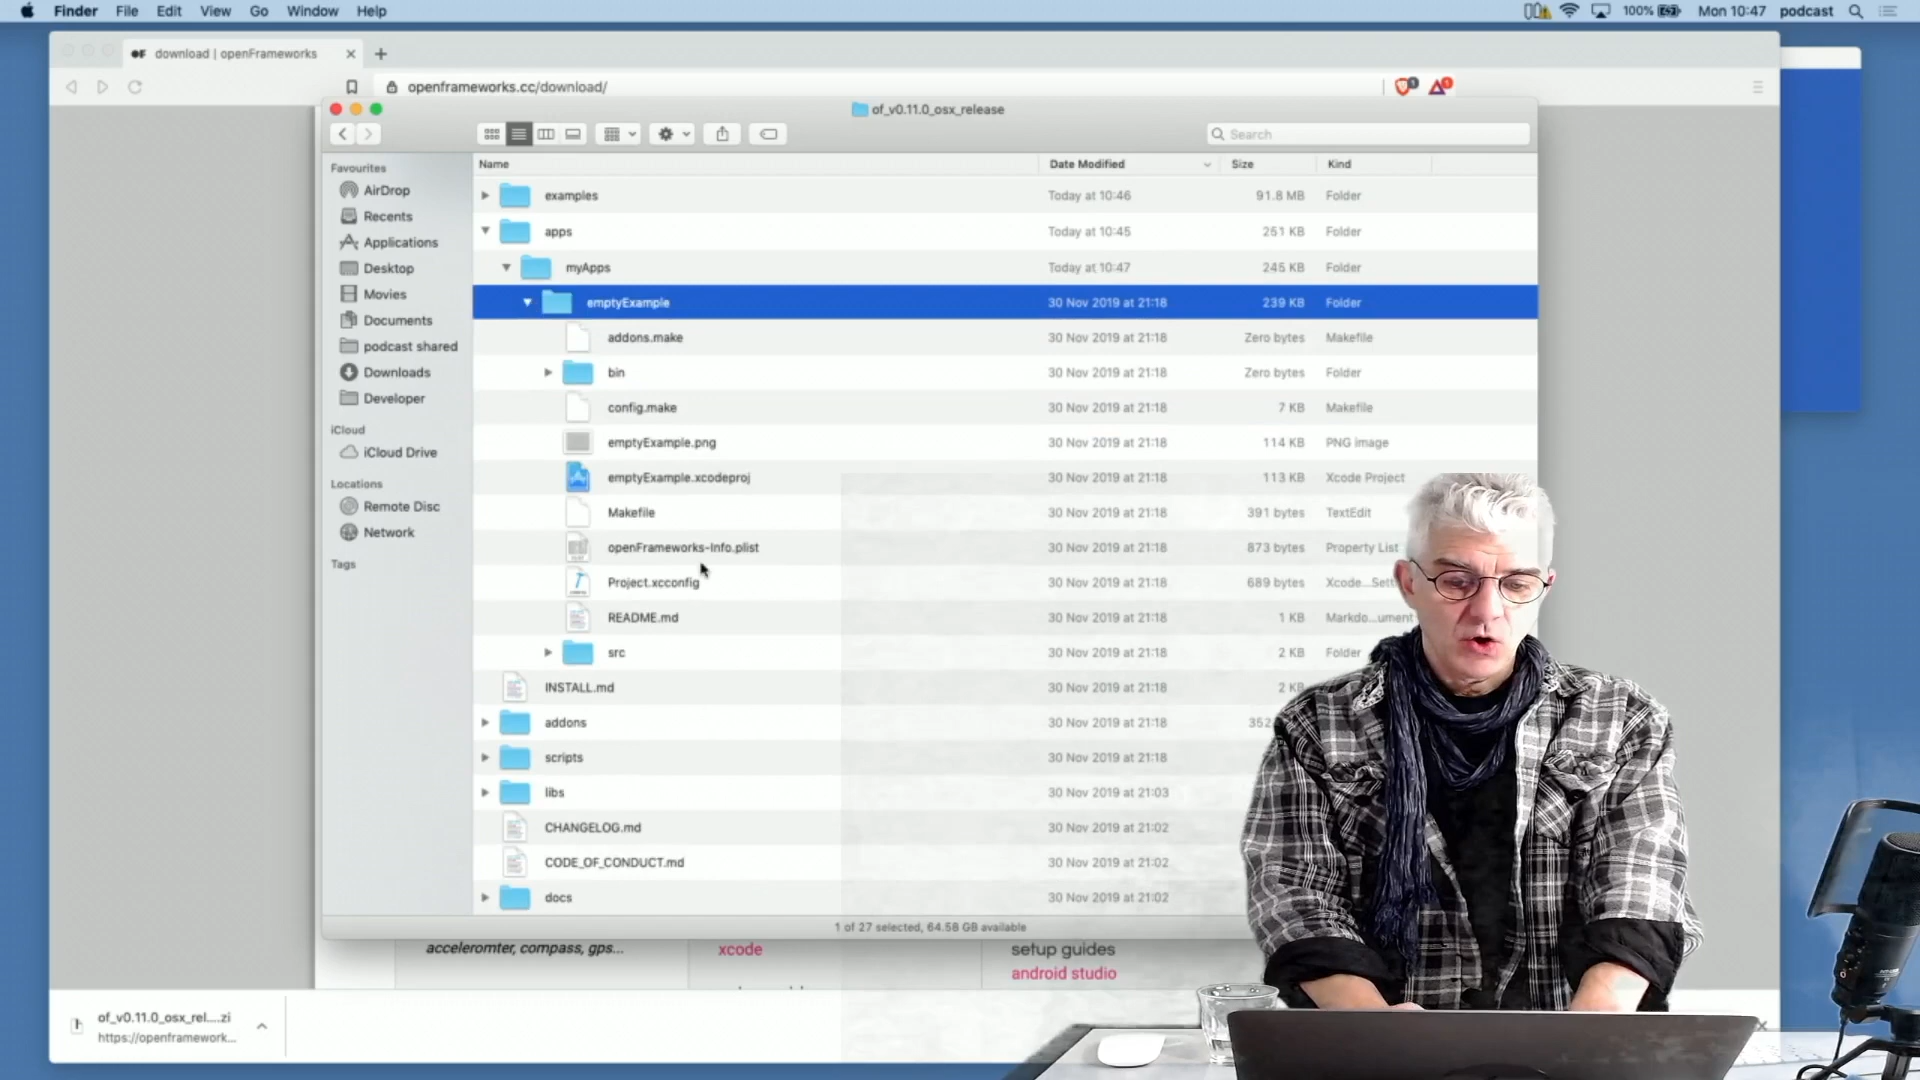 Finder File Edit View Go Window Help
100% Mon 10:47 podcast
download | openFrameworks
openframeworks.cc/download/
of_v0.11.0_osx_release
Search
Favourites
AirDrop
Recents
Applications
Desktop
Movies
Documents
podcast shared
Downloads
Developer
iCloud
iCloud Drive
Locations
Remote Disc
Network
Tags
Name Date Modified Size Kind
examples Today at 10:46 91.8 MB Folder
apps Today at 10:45 251 KB Folder
myApps Today at 10:47 245 KB Folder
emptyExample 30 Nov 2019 at 21:18 239 KB Folder
addons.make 30 Nov 2019 at 21:18 Zero bytes Makefile
bin 30 Nov 2019 at 21:18 Zero bytes Folder
config.make 30 Nov 2019 at 21:18 7 KB Makefile
emptyExample.png 30 Nov 2019 at 21:18 114 KB PNG image
emptyExample.xcodeproj 30 Nov 2019 at 21:18 113 KB Xcode Project
Makefile 30 Nov 2019 at 21:18 391 bytes TextEdit
openFrameworks-Info.plist 30 Nov 2019 at 21:18 873 bytes Property List
Project.xcconfig 30 Nov 2019 at 21:18 689 bytes Xcode...Sett
README.md 30 Nov 2019 at 21:18 1 KB Markdo...ument
src 30 Nov 2019 at 21:18 2 KB Folder
INSTALL.md 30 Nov 2019 at 21:18 2 KB
addons 30 Nov 2019 at 21:18 352
scripts 30 Nov 2019 at 21:18
libs 30 Nov 2019 at 21:03
CHANGELOG.md 30 Nov 2019 at 21:02
CODE_OF_CONDUCT.md 30 Nov 2019 at 21:02
docs 30 Nov 2019 at 21:02
1 of 27 selected, 64.58 GB available
acceleromter, compass, gps...
xcode
setup guides
android studio
of_v0.11.0_osx_rel....zi
https://openframework...